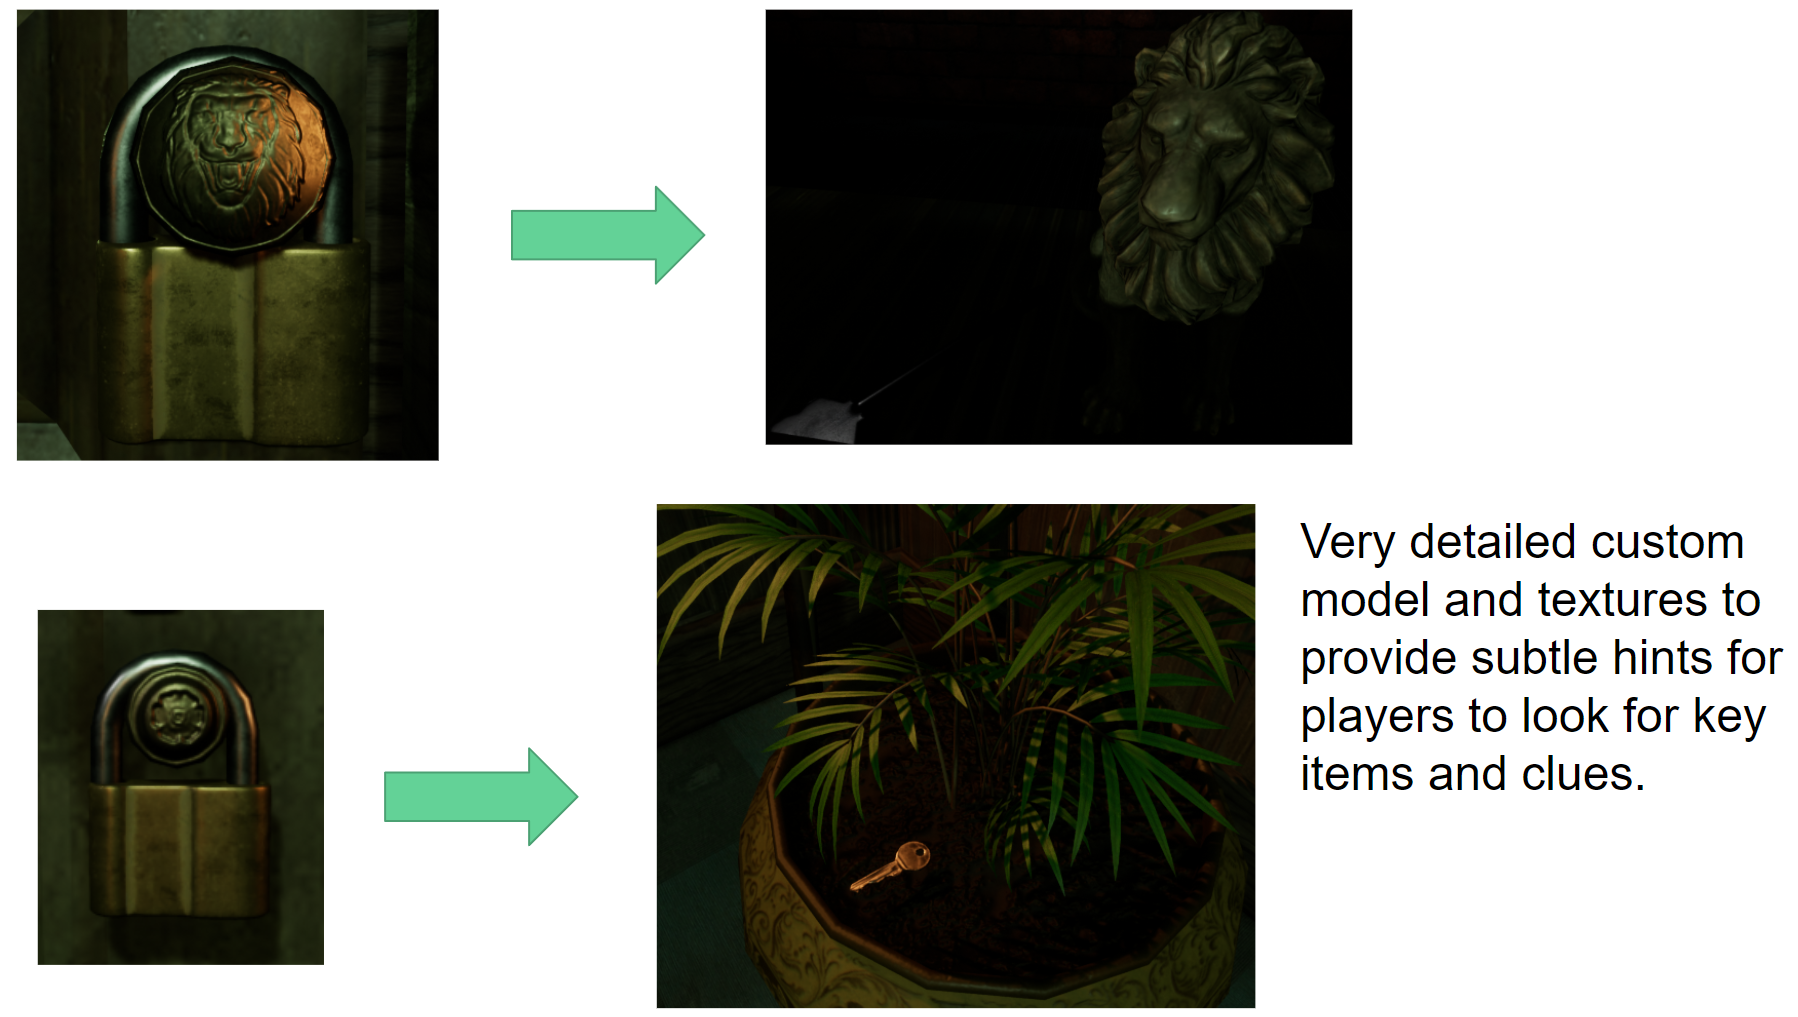 Very detailed custom
model and textures to
provide subtle hints for
players to look for key
items and clues.